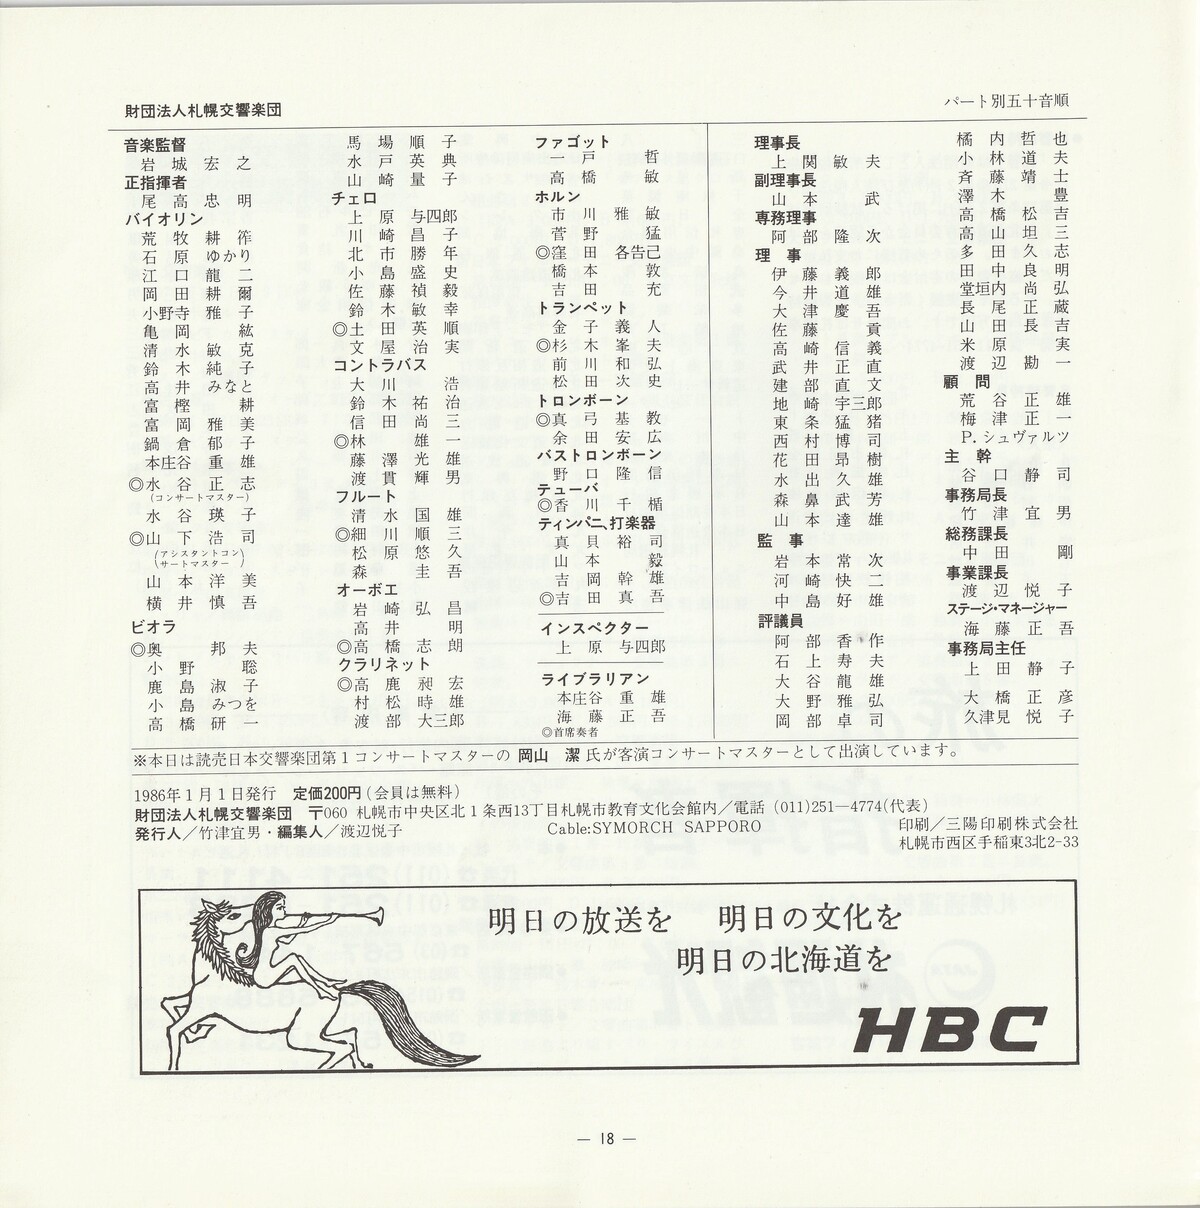 財団法人札幌交響楽団
パート別五十音順
音楽監督
岩城宏之
正指揮者
尾高忠明
バイオリン
荒牧耕筰
石原ゆかり
江口龍二
岡田耕爾
小野寺雅子
亀岡紘
清水敏克
鈴木純子
高井みなと
富樫耕
富岡雅美
鍋倉郁子
本庄谷重雄
◎水谷正志
(コンサートマスター)
水谷瑛子
◎山下浩司
(アシスタントコン
サートマスター)
山本洋美
横井慎吾
ビオラ
◎奥邦夫
小野聡
鹿島淑子
小島みつを
高橋研一
馬場順子
水戸英典
山崎量子
チェロ
上原与四郎
川崎昌子
北市勝年
小島盛史
佐藤禎毅
鈴木敏幸
◎土田英順
文屋治実
コントラバス
大川浩
鈴木祐治
信田尚三
◎林雄一
藤澤光雄
渡貫輝男
フルート
清水国雄
◎細川順三
松原悠久
森圭吾
オーボエ
岩崎弘昌
高井明
◎高橋志朗
クラリネット
◎高鹿昶宏
村松時雄
渡部大三郎
ファゴット
一戸哲
高橋敏
ホルン
市川雅敏
菅野猛
◎窪田各告己
橋本敦
吉田充
トランペット
金子義人
◎杉木峯夫
前川和弘
松田次史
トロンボーン
◎真弓基教
余田安広
バストロンボーン
野口隆信
テューバ
◎香川千楯
ティンパニ、打楽器
真貝裕司
山本毅
吉岡幹雄
◎吉田真吾
インスペクター
上原与四郎
ライブラリアン
本庄谷重雄
海藤正吾
◎首席奏者
理事長
上関敏夫
副理事長
山本武
専務理事
阿部隆次
理事
伊藤義郎
今井道雄
大津慶吾
佐藤貢
高崎信義
武井正直
建部直文
地崎宇三郎
東条猛猪
西村博司
花田昂樹
水出久雄
森鼻武芳
山本達雄
監事
岩本常次
河崎快二
中島好雄
評議員
阿部香作
石上寿夫
大谷龍雄
大野雅弘
岡部卓司
橘内哲也
小林道夫
斉藤靖士
澤木豊
高橋松吉
高山坦三
多田久志
田中良明
堂垣内尚弘
長尾正蔵
山田長吉
米原実
渡辺勘一
顧問
荒谷正雄
梅津正一
P.シュヴァルツ
主幹
谷口静司
事務局長
竹津宜男
総務課長
中田剛
事業課長
渡辺悦子
ステージ・マネージャー
海藤正吾
事務局主任
上田静子
大橋正彦
久津見悦子
※本日は読売日本交響楽団第1コンサートマスターの 岡山 潔 氏が客演コンサートマスターとして出演しています。
1986年1月1日発行 定価200円(会員は無料)
財団法人札幌交響楽団 〒060 札幌市中央区北1条西13丁目札幌市教育文化会館内／電話 (011)251—4774(代表)
発行人／竹津宜男・編集人／渡辺悦子 Cable:SYMORCH SAPPORO 印刷／三陽印刷株式会社
札幌市西区手稲東3北2-33
明日の放送を 明日の文化を
明日の北海道を
HBC
— 18 —